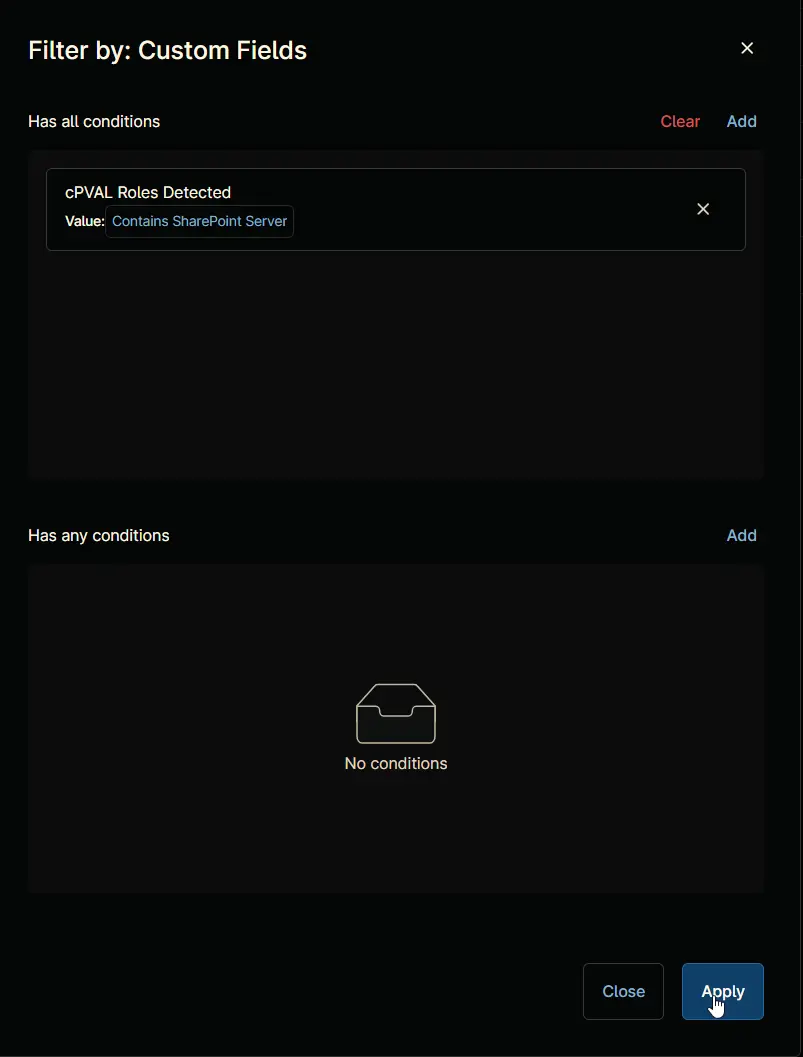 Filter by: Custom Fields
Has all conditions
Clear
Add
cPVAL Roles Detected
Value: Contains SharePoint Server
Has any conditions
Add
No conditions
Close
Apply